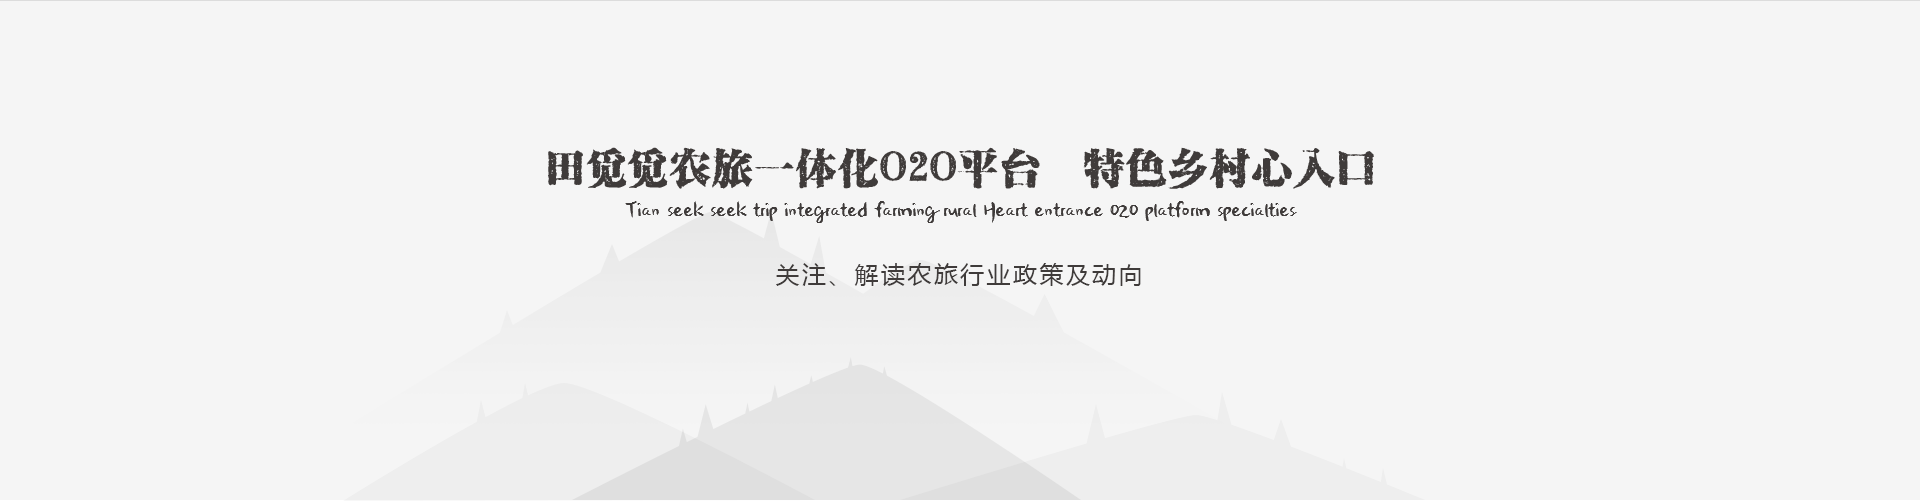 田觅觅农旅一体化O2O平台 特色乡村心入口
Tian seek seek trip integrated farming rural Heart entrance O2O platform specialties
关注、解读农旅行业政策及动向